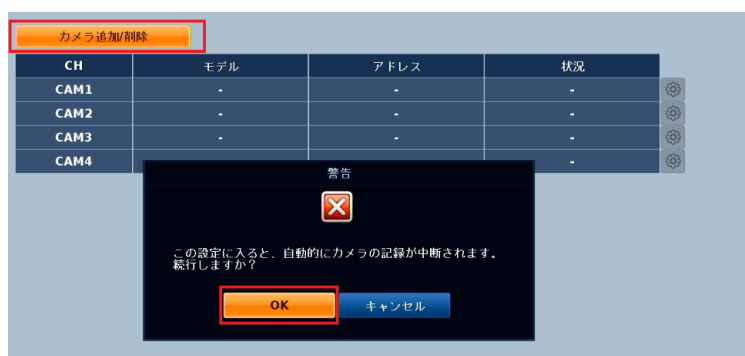 カメラ追加/削除
CH モデル アドレス 状況
CAM1 - - -
CAM2 - - -
CAM3 - - -
CAM4 - - -
警告
この設定に入ると、自動的にカメラの記録が中断されます.
続行しますか？
OK キャンセル